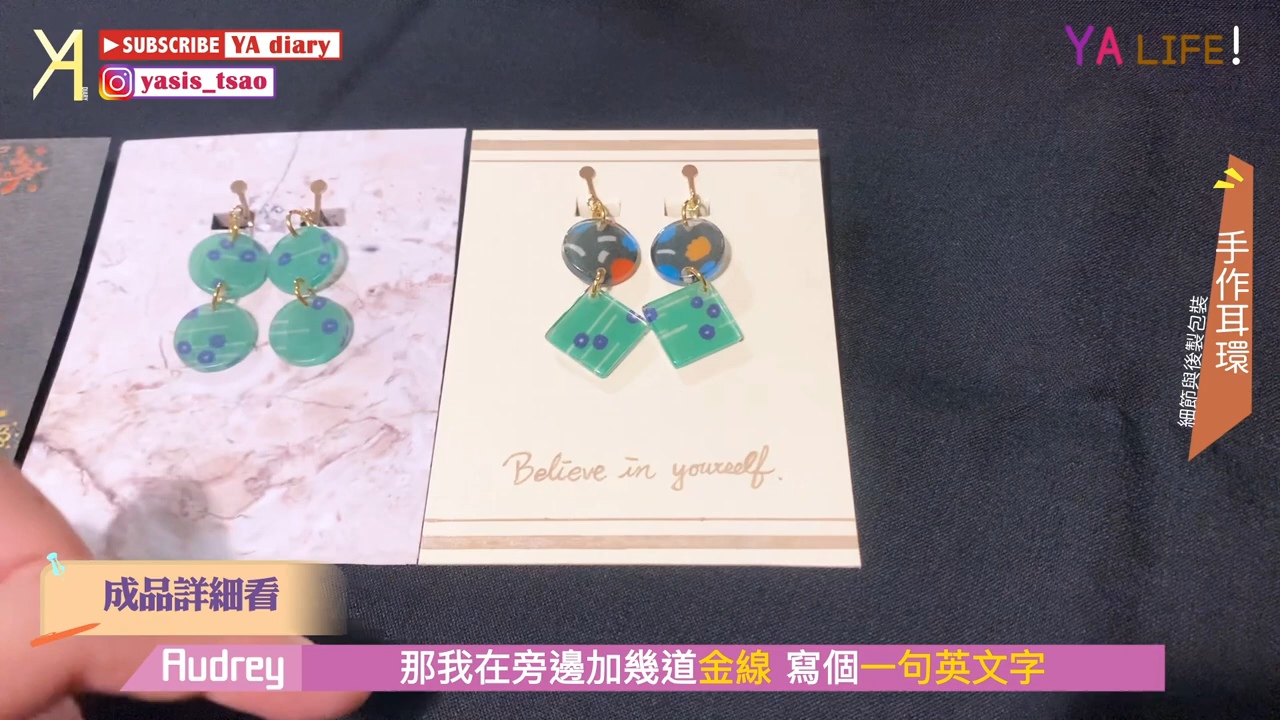 YA
DIARY
SUBSCRIBE YA diary
yasis_tsao
YA LIFE!
手作耳環
細節與後製包裝
Believe in yourself.
成品詳細看
Audrey 那我在旁邊加幾道金線 寫個一句英文字